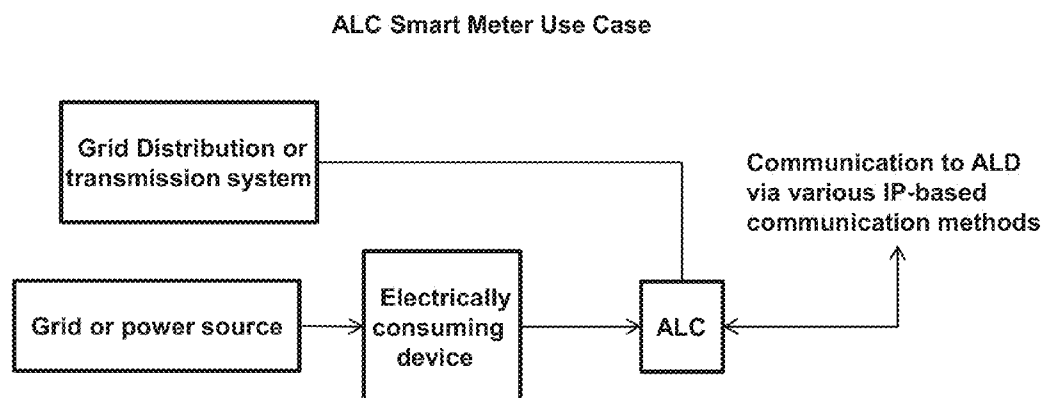 ALC Smart Meter Use Case
Grid Distribution or
transmission system
Communication to ALD
via various IP-based
communication methods
Grid or power source
Electrically
consuming
device
ALC